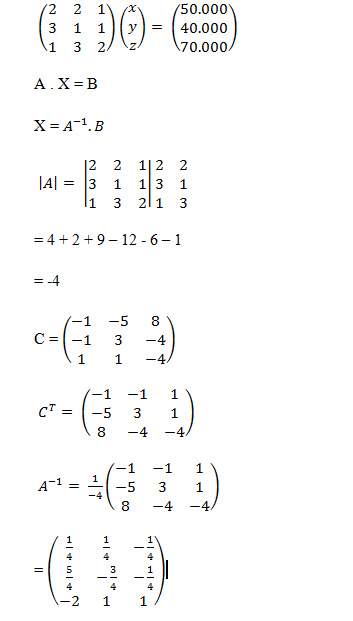 (2 2 1) (x) (50.000)
(3 1 1) (y) = (40.000)
(1 3 2) (z) (70.000)
A . X = B
X = A⁻¹. B
|2 2 1| 2 2
|A| = |3 1 1| 3 1
|1 3 2| 1 3
= 4 + 2 + 9 – 12 - 6 – 1
= -4
(−1 −5 8)
C = (−1 3 −4)
(1 1 −4)
(−1 −1 1)
Cᵀ = (−5 3 1)
(8 −4 −4)
(−1 −1 1)
A⁻¹ = 1/−4 (−5 3 1)
(8 −4 −4)
(1/4 1/4 −1/4)
= (5/4 −3/4 −1/4)
(−2 1 1)